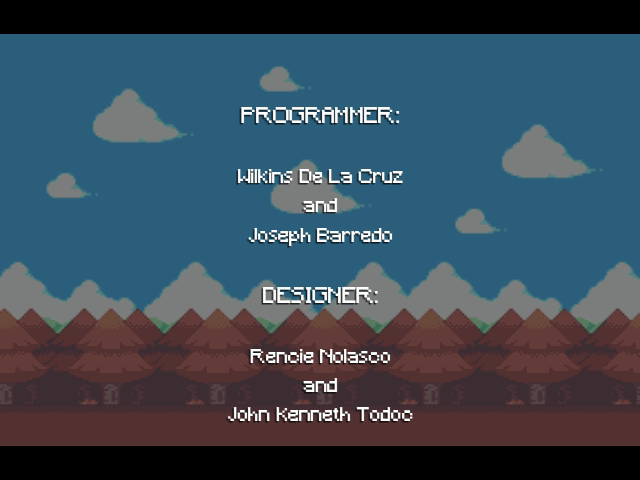 PROGRAMMER:
Wilkins De La Cruz
and
Joseph Barredo
DESIGNER:
Rencie Nolasco
and
John Kenneth Todoc